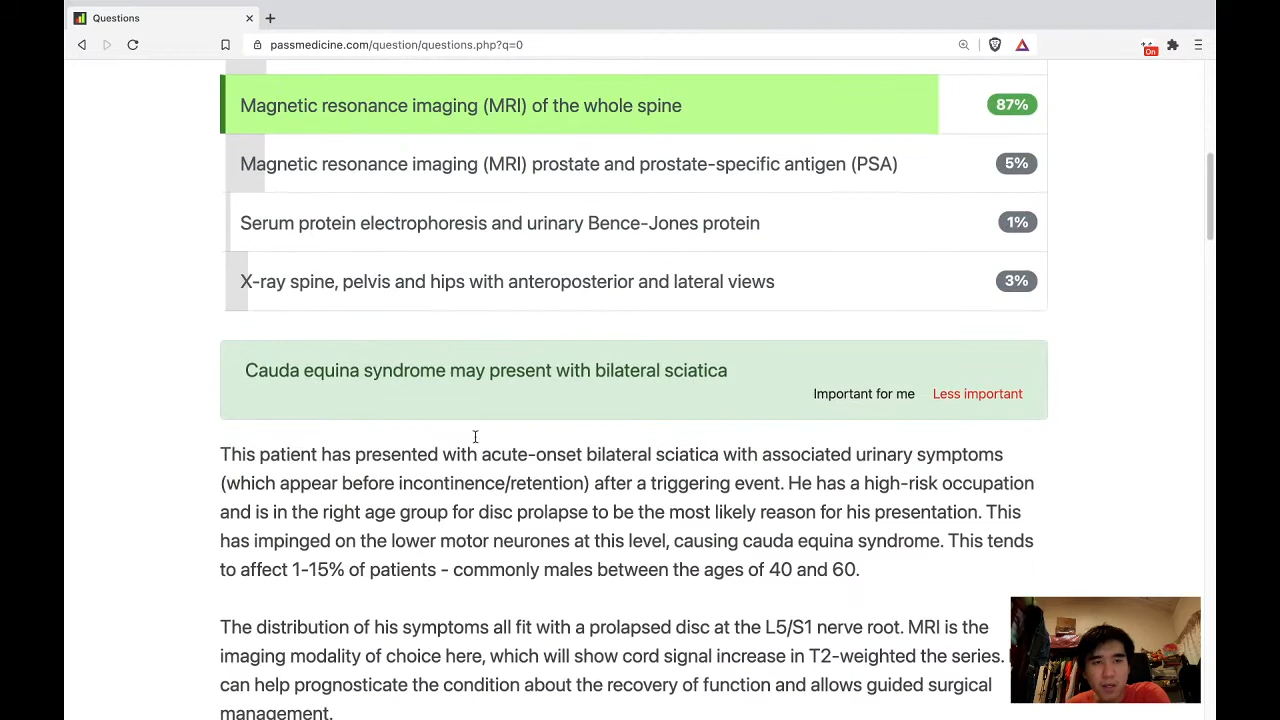 Questions
passmedicine.com/question/questions.php?q=0
On
Magnetic resonance imaging (MRI) of the whole spine 87%
Magnetic resonance imaging (MRI) prostate and prostate-specific antigen (PSA) 5%
Serum protein electrophoresis and urinary Bence-Jones protein 1%
X-ray spine, pelvis and hips with anteroposterior and lateral views 3%
Cauda equina syndrome may present with bilateral sciatica
Important for me Less important
This patient has presented with acute-onset bilateral sciatica with associated urinary symptoms
(which appear before incontinence/retention) after a triggering event. He has a high-risk occupation
and is in the right age group for disc prolapse to be the most likely reason for his presentation. This
has impinged on the lower motor neurones at this level, causing cauda equina syndrome. This tends
to affect 1-15% of patients - commonly males between the ages of 40 and 60.
The distribution of his symptoms all fit with a prolapsed disc at the L5/S1 nerve root. MRI is the
imaging modality of choice here, which will show cord signal increase in T2-weighted the series.
can help prognosticate the condition about the recovery of function and allows guided surgical
management.